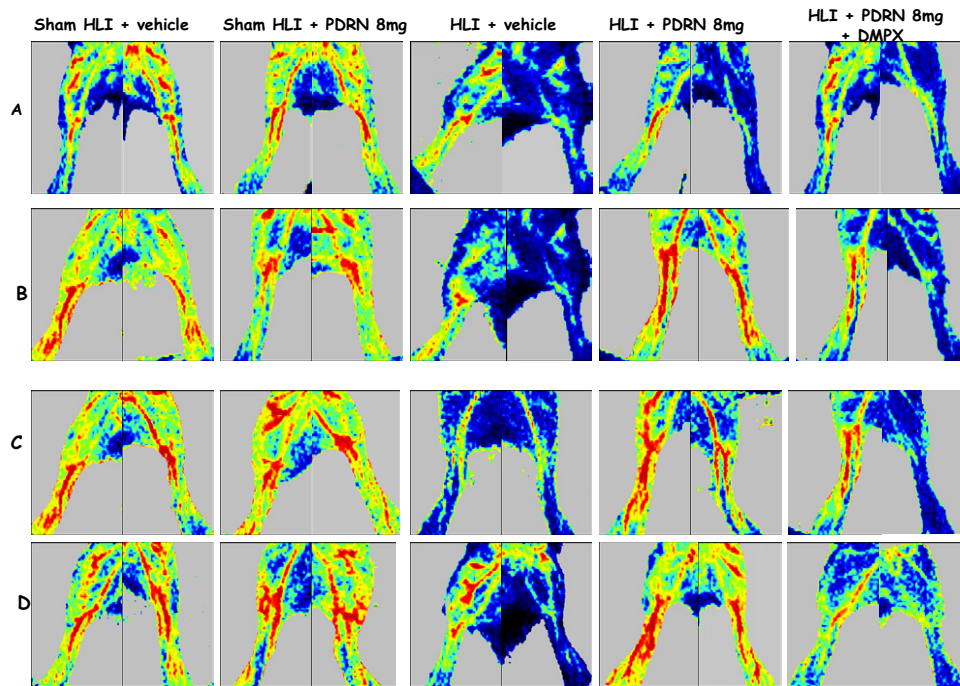 Sham HLI + vehicle
Sham HLI + PDRN 8mg
HLI + vehicle
HLI + PDRN 8mg
HLI + PDRN 8mg
+ DMPX
A
B
C
D